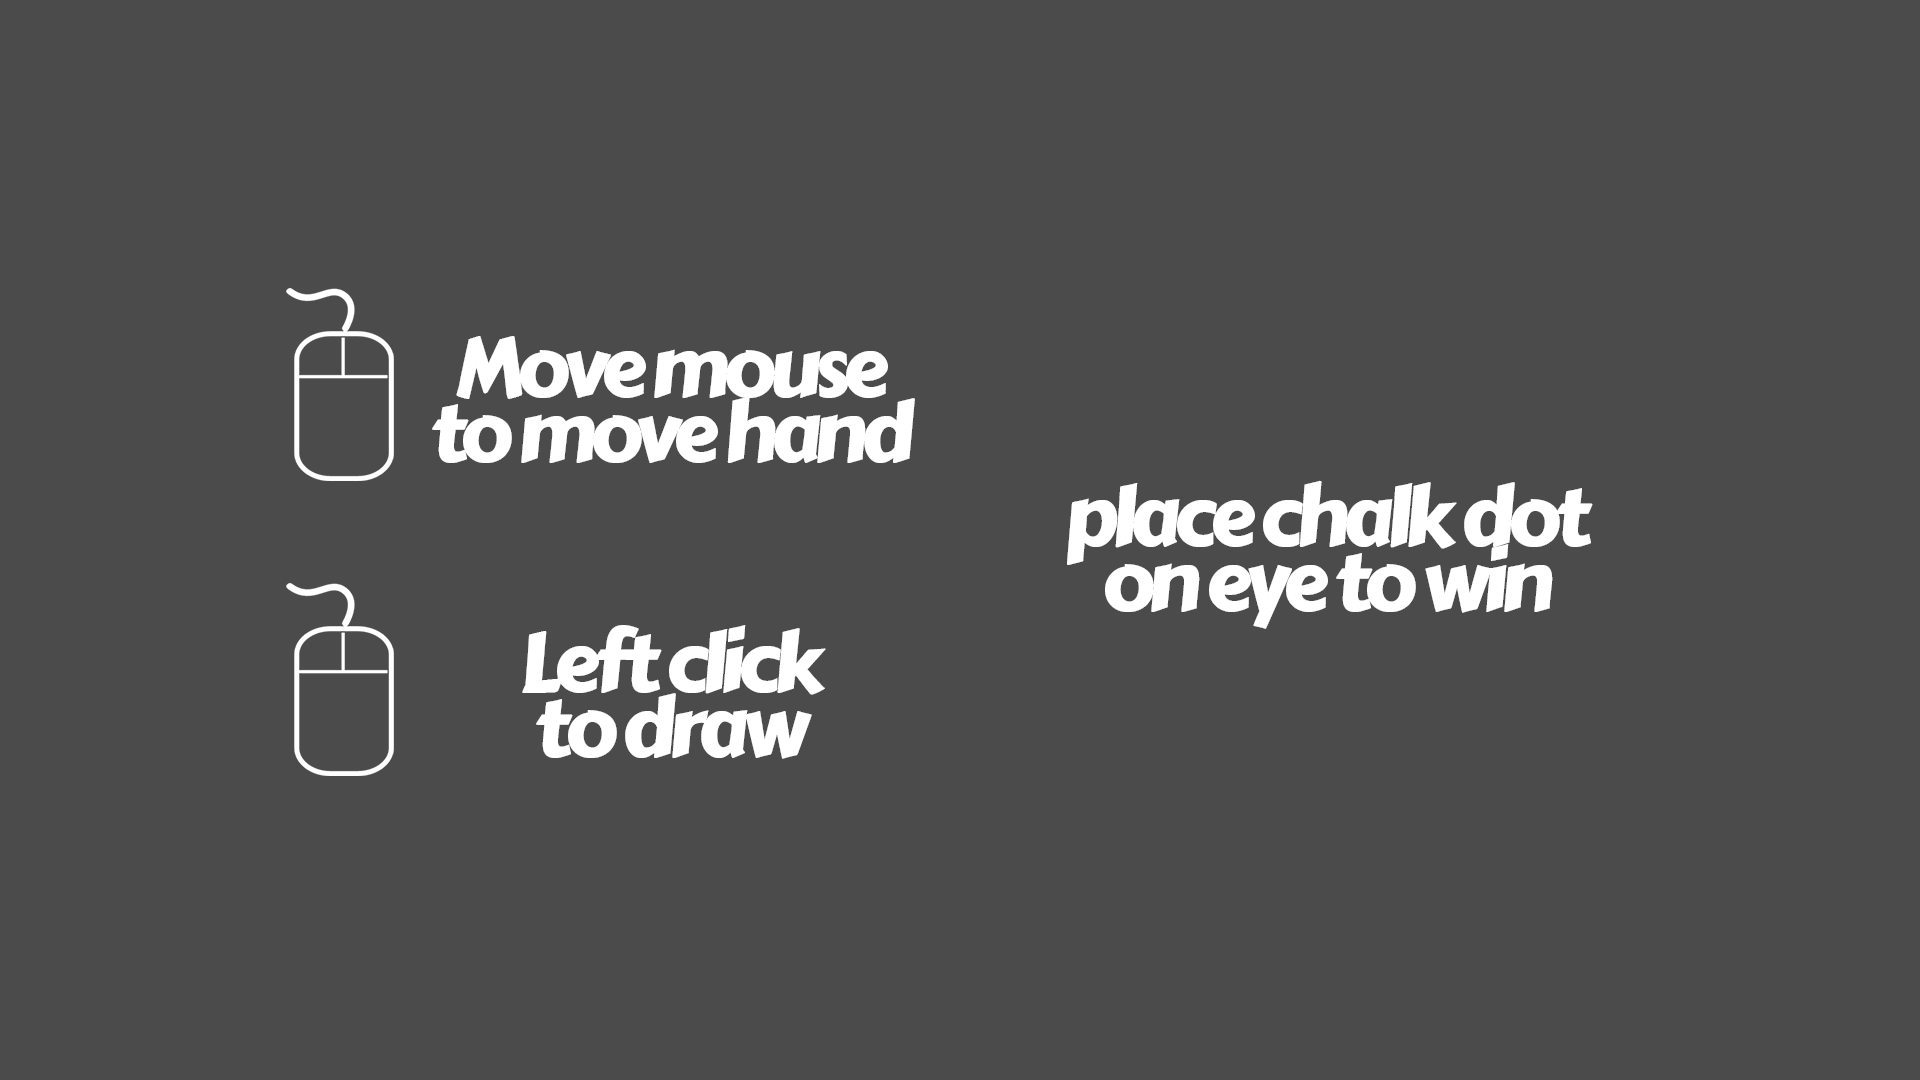 Move mouse
to move hand
Left click
to draw
place chalk dot
on eye to win